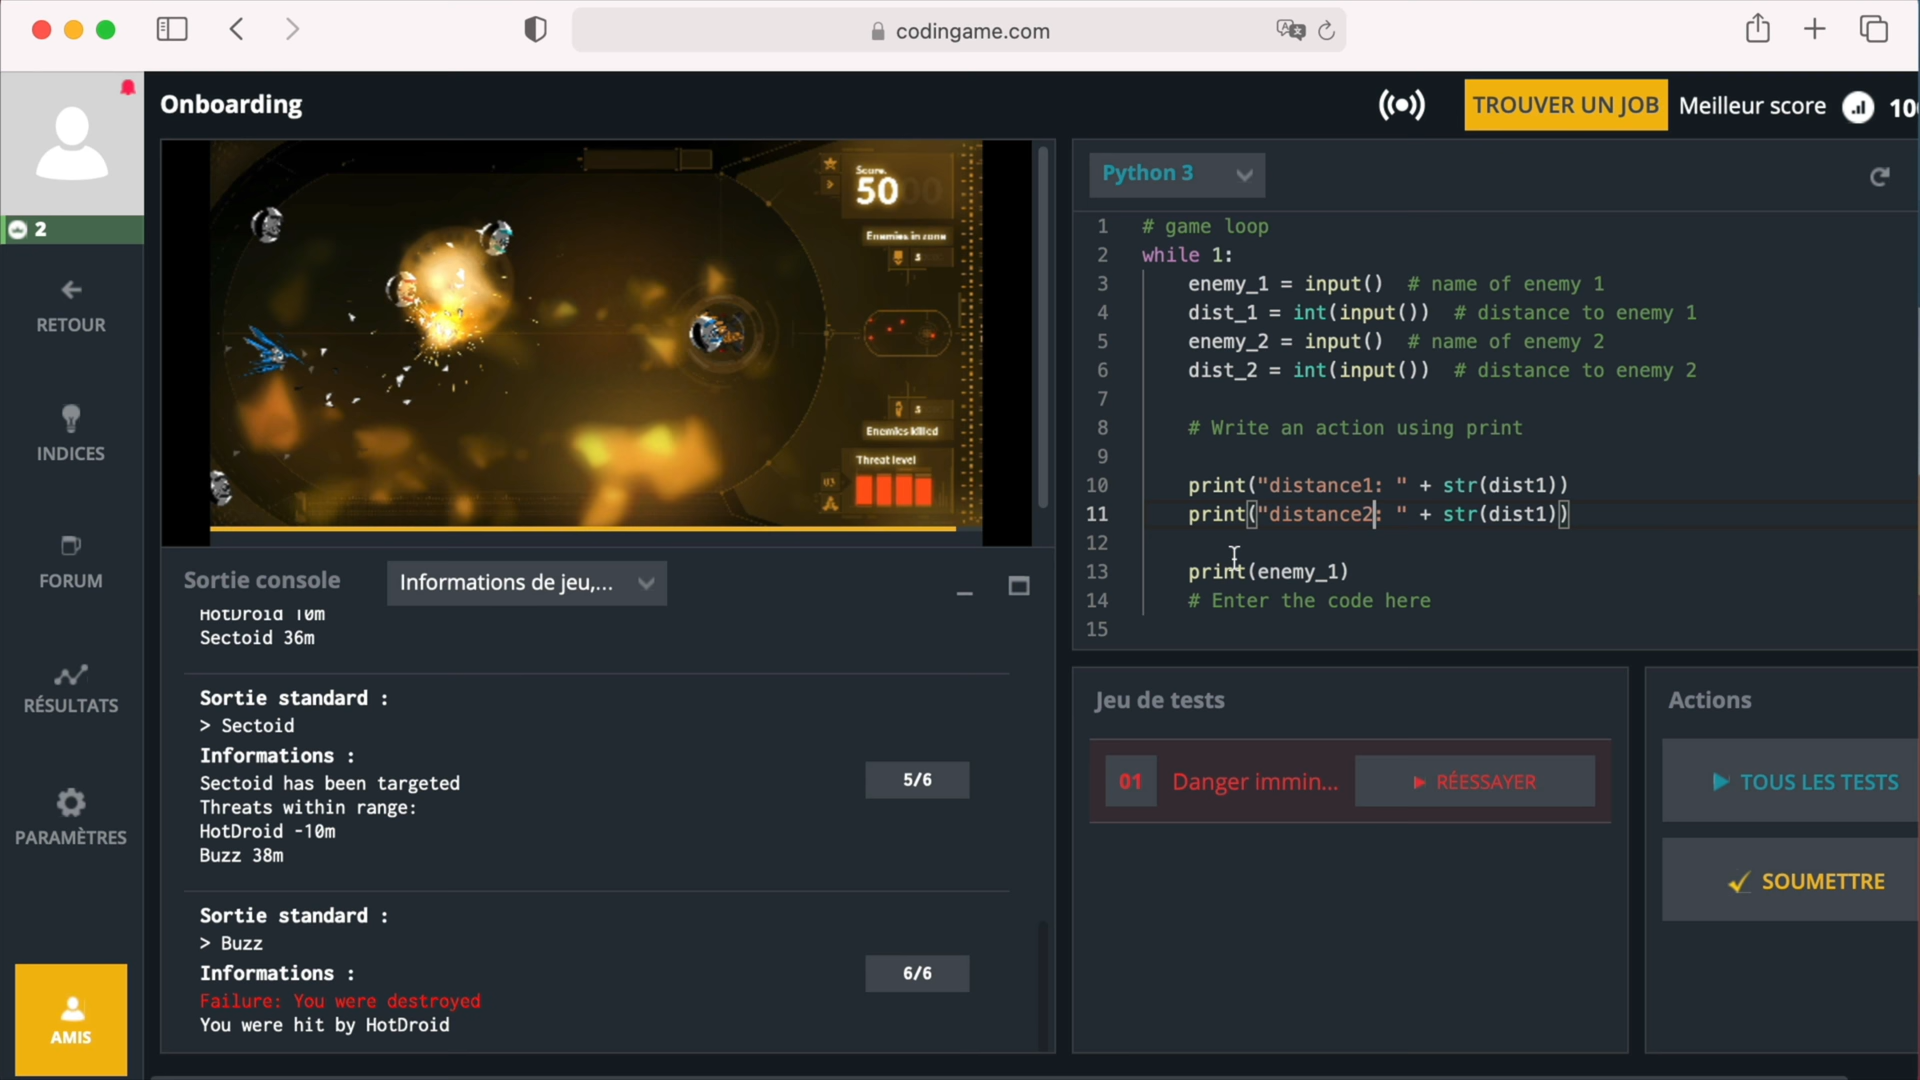 codingame.com
Onboarding
TROUVER UN JOB
Meilleur score
2
RETOUR
INDICES
FORUM
RÉSULTATS
PARAMÈTRES
AMIS
Score
50
Enemies in zone
Enemies killed
Threat level
Sortie console
Informations de jeu,...
HotDroid 10m
Sectoid 36m
Sortie standard :
> Sectoid
Informations :
Sectoid has been targeted
Threats within range:
HotDroid -10m
Buzz 38m
5/6
Sortie standard :
> Buzz
Informations :
Failure: You were destroyed
You were hit by HotDroid
6/6
Python 3
1 # game loop
2 while 1:
3 enemy_1 = input() # name of enemy 1
4 dist_1 = int(input()) # distance to enemy 1
5 enemy_2 = input() # name of enemy 2
6 dist_2 = int(input()) # distance to enemy 2
7
8 # Write an action using print
9
10 print("distance1: " + str(dist1))
11 print("distance2: " + str(dist1))
12
13 print(enemy_1)
14 # Enter the code here
15
Jeu de tests
01 Danger immin...
RÉESSAYER
Actions
TOUS LES TESTS
SOUMETTRE